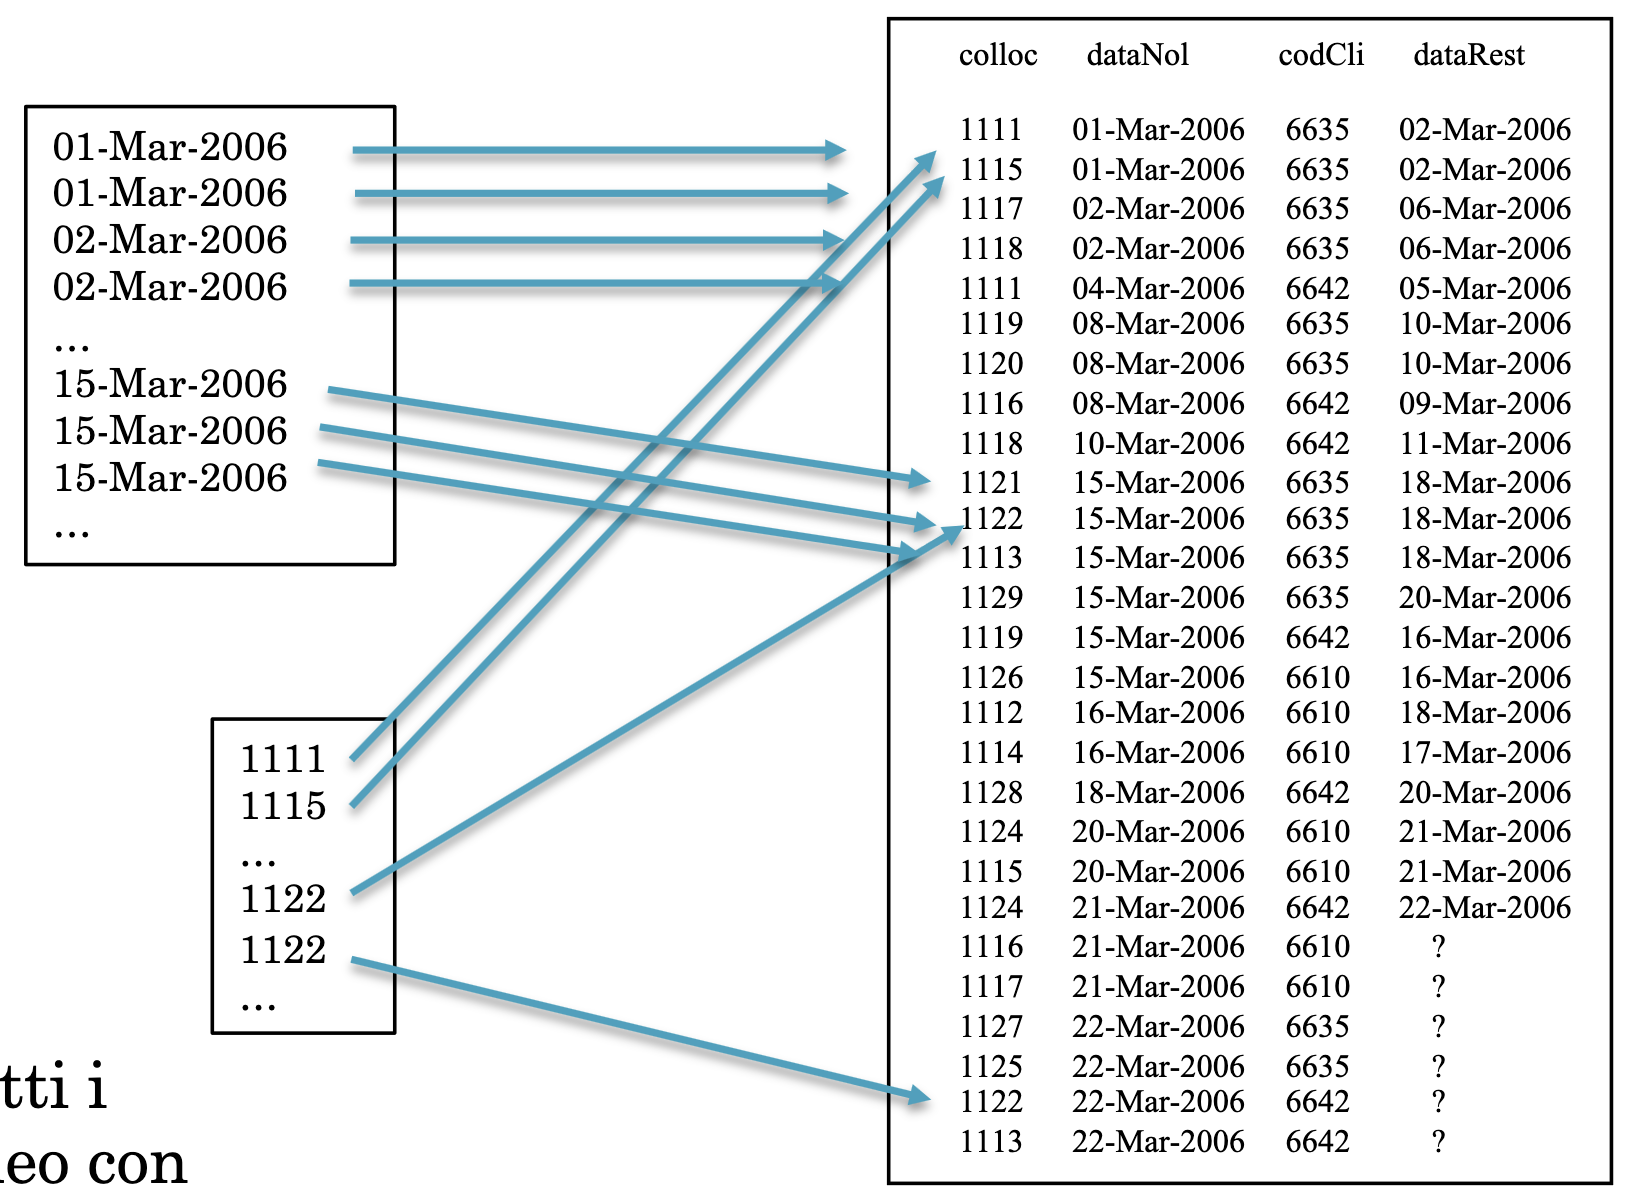 01-Mar-2006
01-Mar-2006
02-Mar-2006
02-Mar-2006
...
15-Mar-2006
15-Mar-2006
15-Mar-2006
...
1111
1115
...
1122
1122
...
tti i
eo con
colloc dataNol codCli dataRest
1111 01-Mar-2006 6635 02-Mar-2006
1115 01-Mar-2006 6635 02-Mar-2006
1117 02-Mar-2006 6635 06-Mar-2006
1118 02-Mar-2006 6635 06-Mar-2006
1111 04-Mar-2006 6642 05-Mar-2006
1119 08-Mar-2006 6635 10-Mar-2006
1120 08-Mar-2006 6635 10-Mar-2006
1116 08-Mar-2006 6642 09-Mar-2006
1118 10-Mar-2006 6642 11-Mar-2006
1121 15-Mar-2006 6635 18-Mar-2006
1122 15-Mar-2006 6635 18-Mar-2006
1113 15-Mar-2006 6635 18-Mar-2006
1129 15-Mar-2006 6635 20-Mar-2006
1119 15-Mar-2006 6642 16-Mar-2006
1126 15-Mar-2006 6610 16-Mar-2006
1112 16-Mar-2006 6610 18-Mar-2006
1114 16-Mar-2006 6610 17-Mar-2006
1128 18-Mar-2006 6642 20-Mar-2006
1124 20-Mar-2006 6610 21-Mar-2006
1115 20-Mar-2006 6610 21-Mar-2006
1124 21-Mar-2006 6642 22-Mar-2006
1116 21-Mar-2006 6610 ?
1117 21-Mar-2006 6610 ?
1127 22-Mar-2006 6635 ?
1125 22-Mar-2006 6635 ?
1122 22-Mar-2006 6642 ?
1113 22-Mar-2006 6642 ?